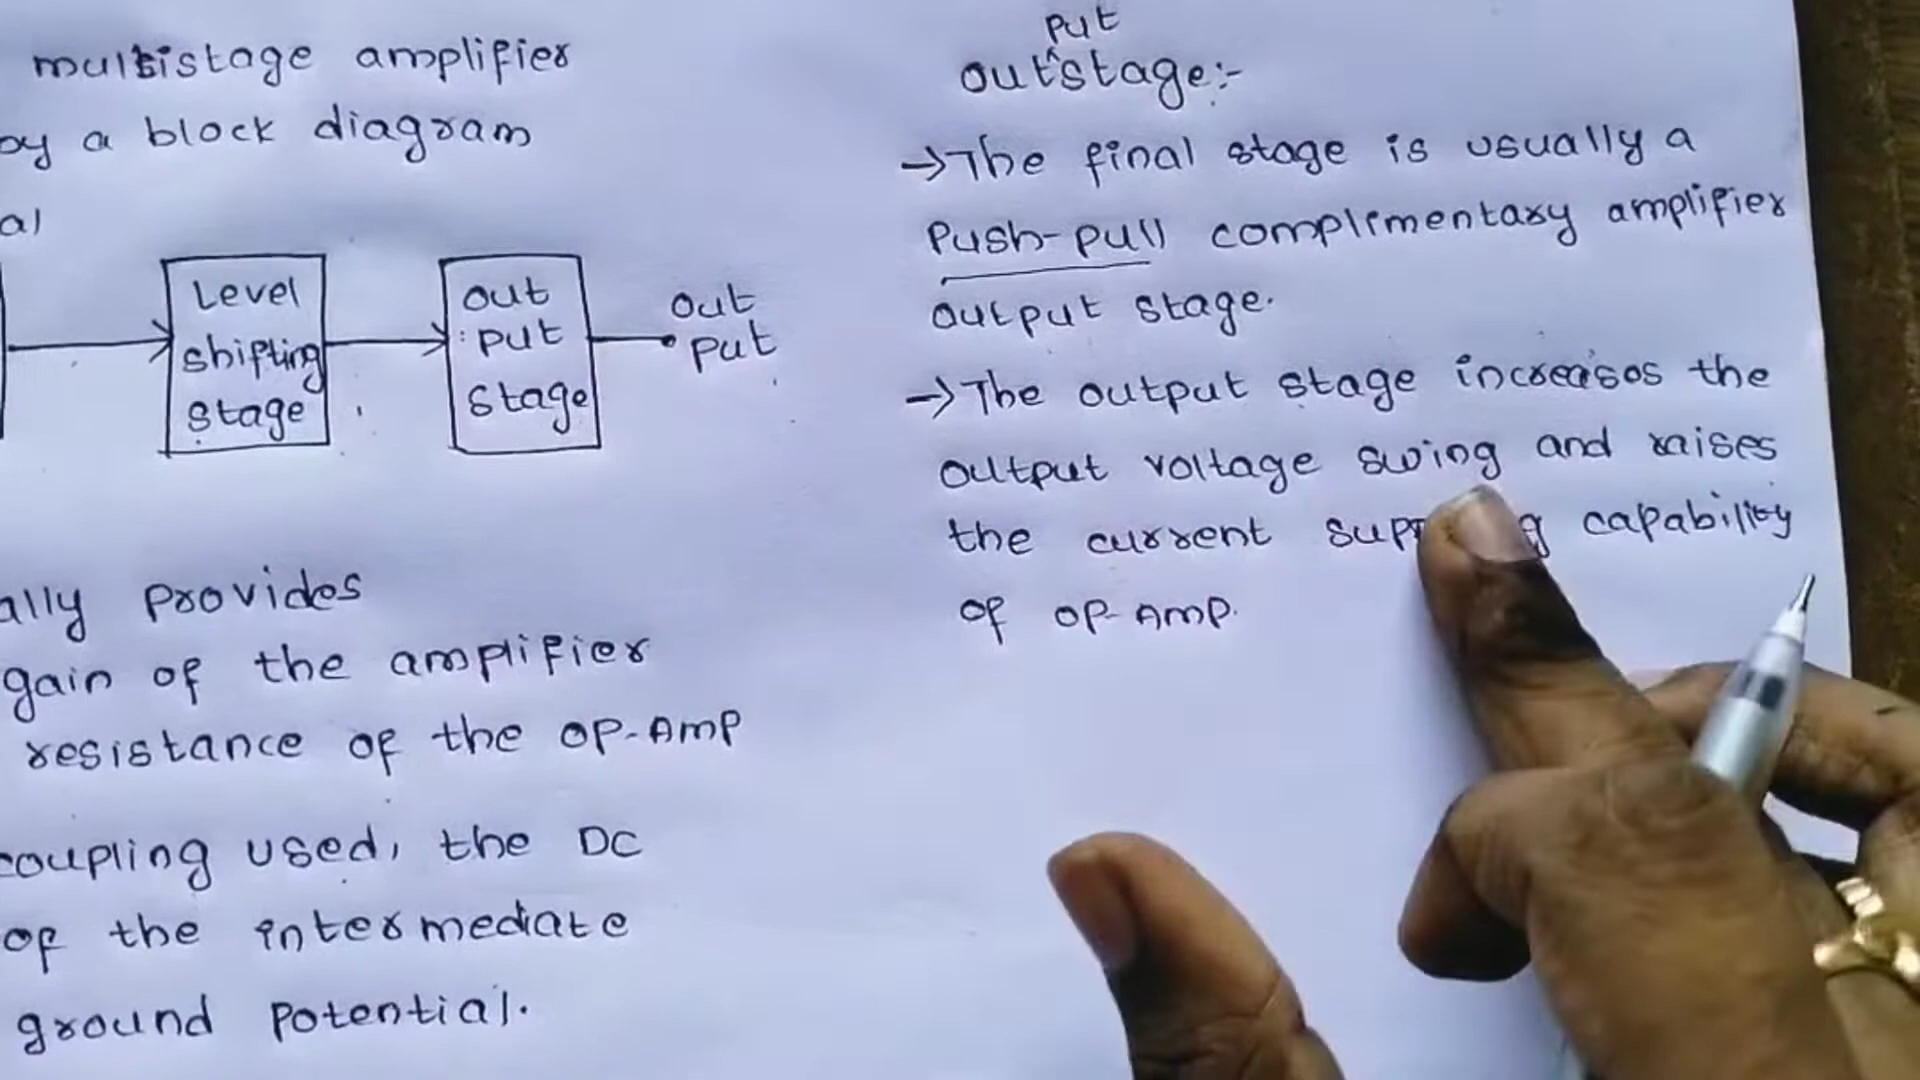 multistage amplifier
by a block diagram
al
Level
shifting
stage
out
put
stage
out
put
ally provides
gain of the amplifier
resistance of the OP-Amp
coupling used, the DC
of the intermediate
ground potential.
put
outstage:-
→The final stage is usually a
push-pull complimentary amplifier
output stage.
→The output stage increases the
output voltage swing and raises
the current capability
of OP-Amp.